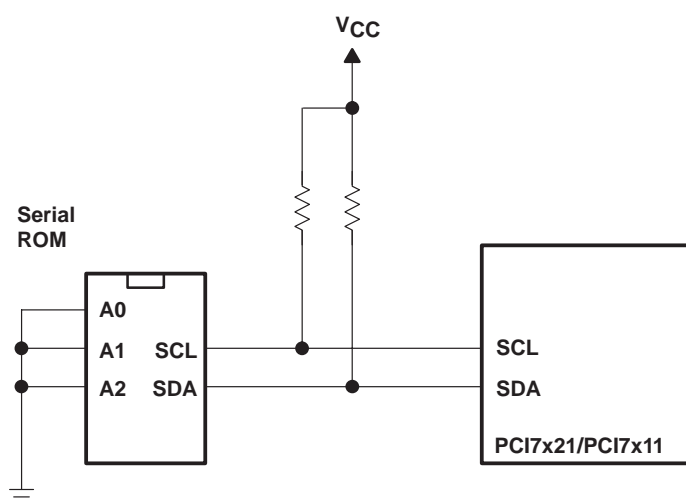 VCC
Serial
ROM
A0
A1
A2
SCL
SDA
SCL
SDA
PCI7x21/PCI7x11